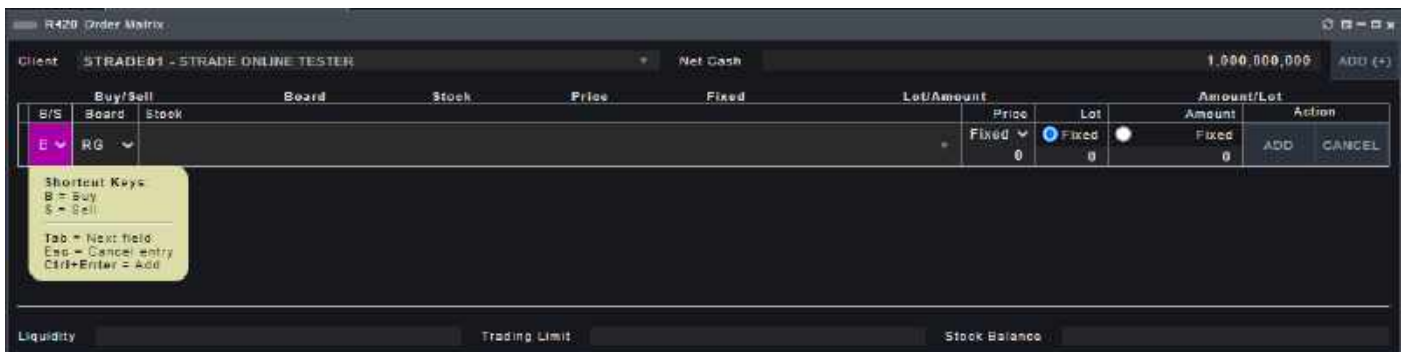 R420 Order Matrix
Client STRADE01 - STRADE ONLINE TESTER Net Cash 1,000,000,000 ADD (+)
Buy/Sell Board Stock Price Fixed Lot/Amount Amount/Lot
B/S Board Stock Price Lot Amount Action
B RG Fixed Fixed Fixed ADD CANCEL
0 0 0
Shortcut Keys
B = Buy
S = Sell
Tab = Next field
Esc = Cancel entry
Ctrl+Enter = Add
Liquidity Trading Limit Stock Balance